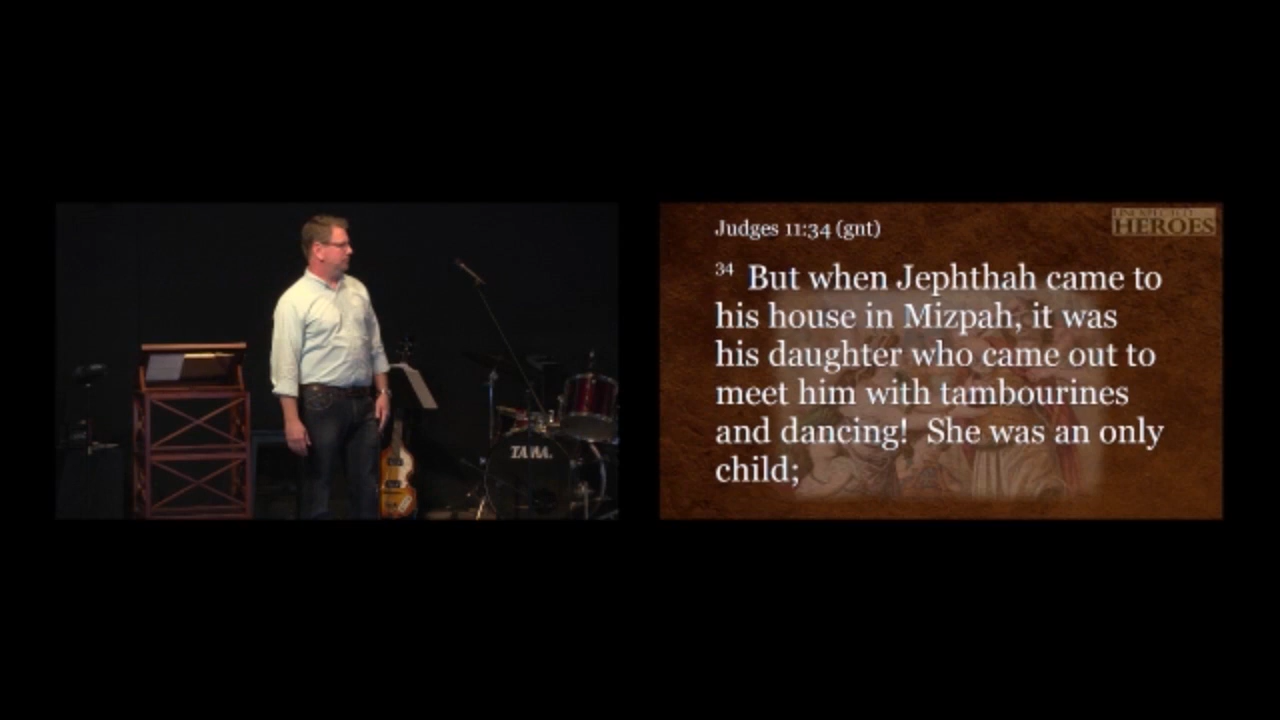 TAMA
Judges 11:34 (gnt)
UNEXPECTED
HEROES
34 But when Jephthah came to
his house in Mizpah, it was
his daughter who came out to
meet him with tambourines
and dancing! She was an only
child;